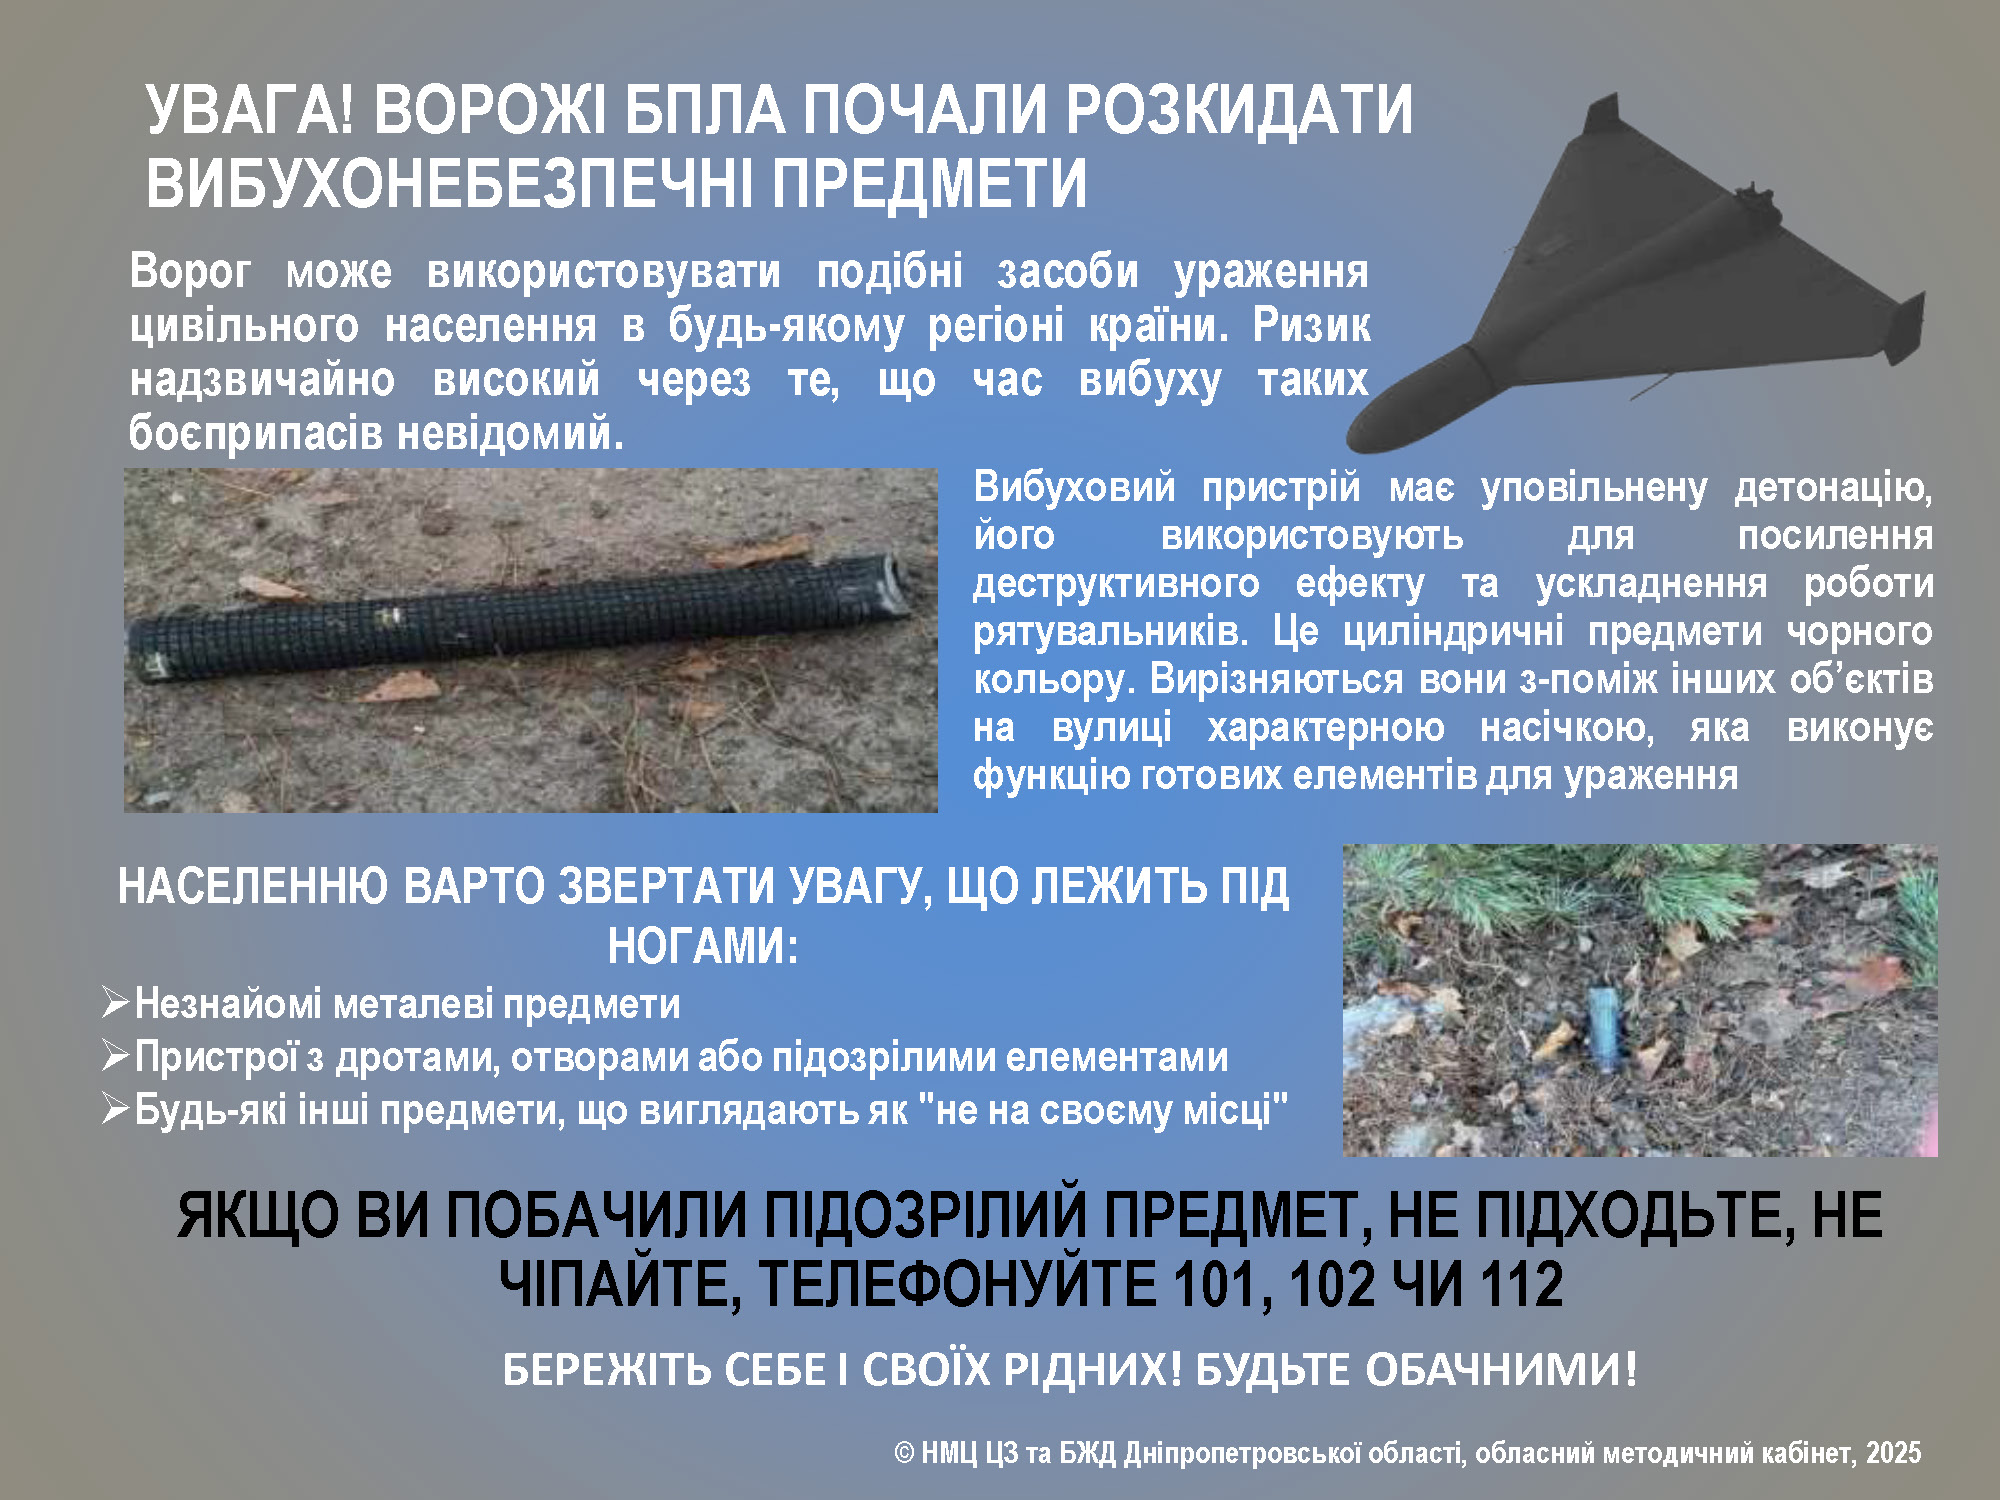 УВАГА! ВОРОЖІ БПЛА ПОЧАЛИ РОЗКИДАТИ
ВИБУХОНЕБЕЗПЕЧНІ ПРЕДМЕТИ
Ворог може використовувати подібні засоби ураження
цивільного населення в будь-якому регіоні країни. Ризик
надзвичайно високий через те, що час вибуху таких
боєприпасів невідомий.
Вибуховий пристрій має уповільнену детонацію,
його використовують для посилення
деструктивного ефекту та ускладнення роботи
рятувальників. Це циліндричні предмети чорного
кольору. Вирізняються вони з-поміж інших об’єктів
на вулиці характерною насічкою, яка виконує
функцію готових елементів для ураження
НАСЕЛЕННЮ ВАРТО ЗВЕРТАТИ УВАГУ, ЩО ЛЕЖИТЬ ПІД
НОГАМИ:
➢Незнайомі металеві предмети
➢Пристрої з дротами, отворами або підозрілими елементами
➢Будь-які інші предмети, що виглядають як "не на своєму місці"
ЯКЩО ВИ ПОБАЧИЛИ ПІДОЗРІЛИЙ ПРЕДМЕТ, НЕ ПІДХОДЬТЕ, НЕ
ЧІПАЙТЕ, ТЕЛЕФОНУЙТЕ 101, 102 ЧИ 112
БЕРЕЖІТЬ СЕБЕ І СВОЇХ РІДНИХ! БУДЬТЕ ОБАЧНИМИ!
© НМЦ ЦЗ та БЖД Дніпропетровської області, обласний методичний кабінет, 2025